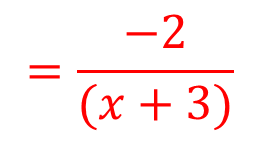 = −2/(x + 3)